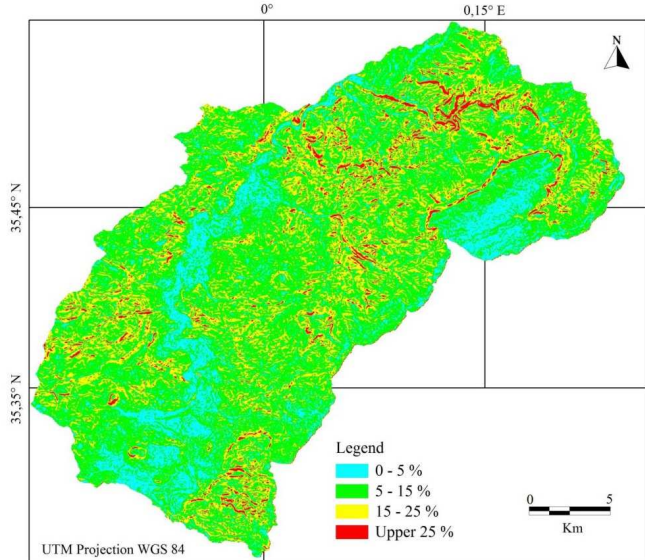 0°
0,15° E
N
35,45° N
35,35° N
Legend
0 - 5 %
5 - 15 %
15 - 25 %
Upper 25 %
0 5
Km
UTM Projection WGS 84